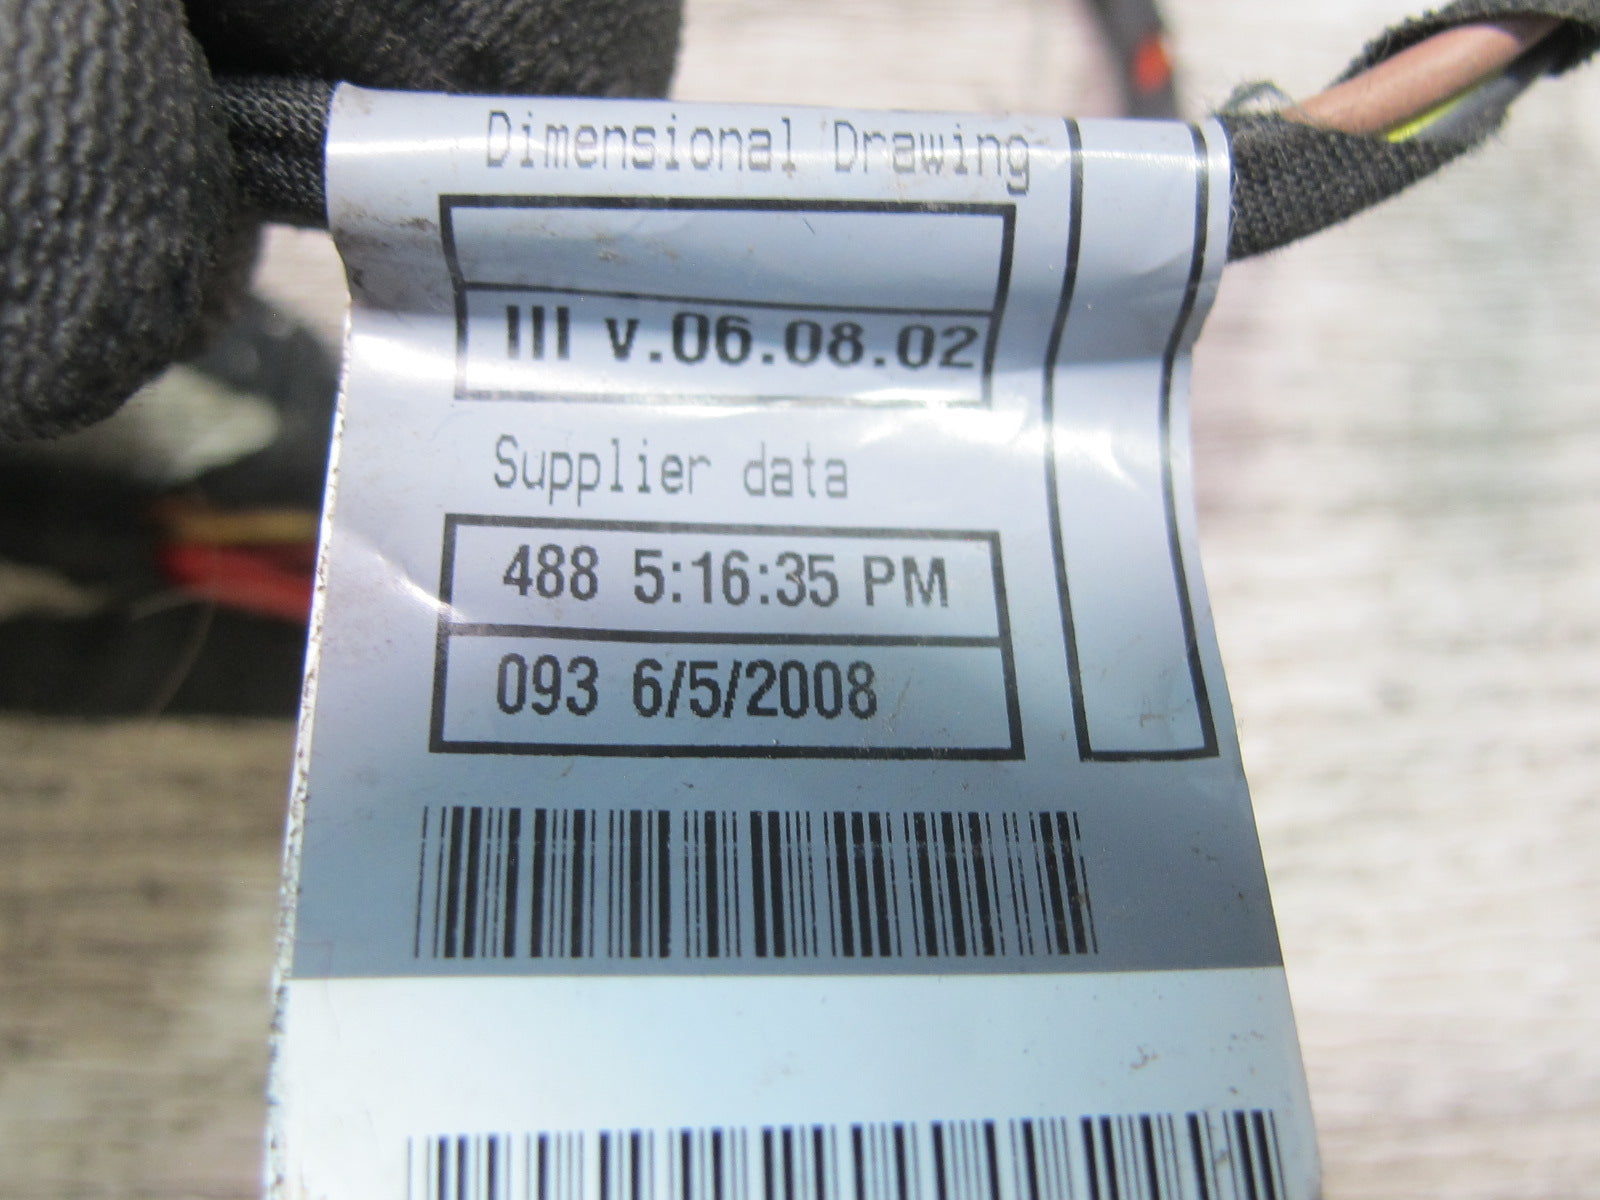 Dimensional Drawing
III v.06.08.02
Supplier data
488 5:16:35 PM
093 6/5/2008